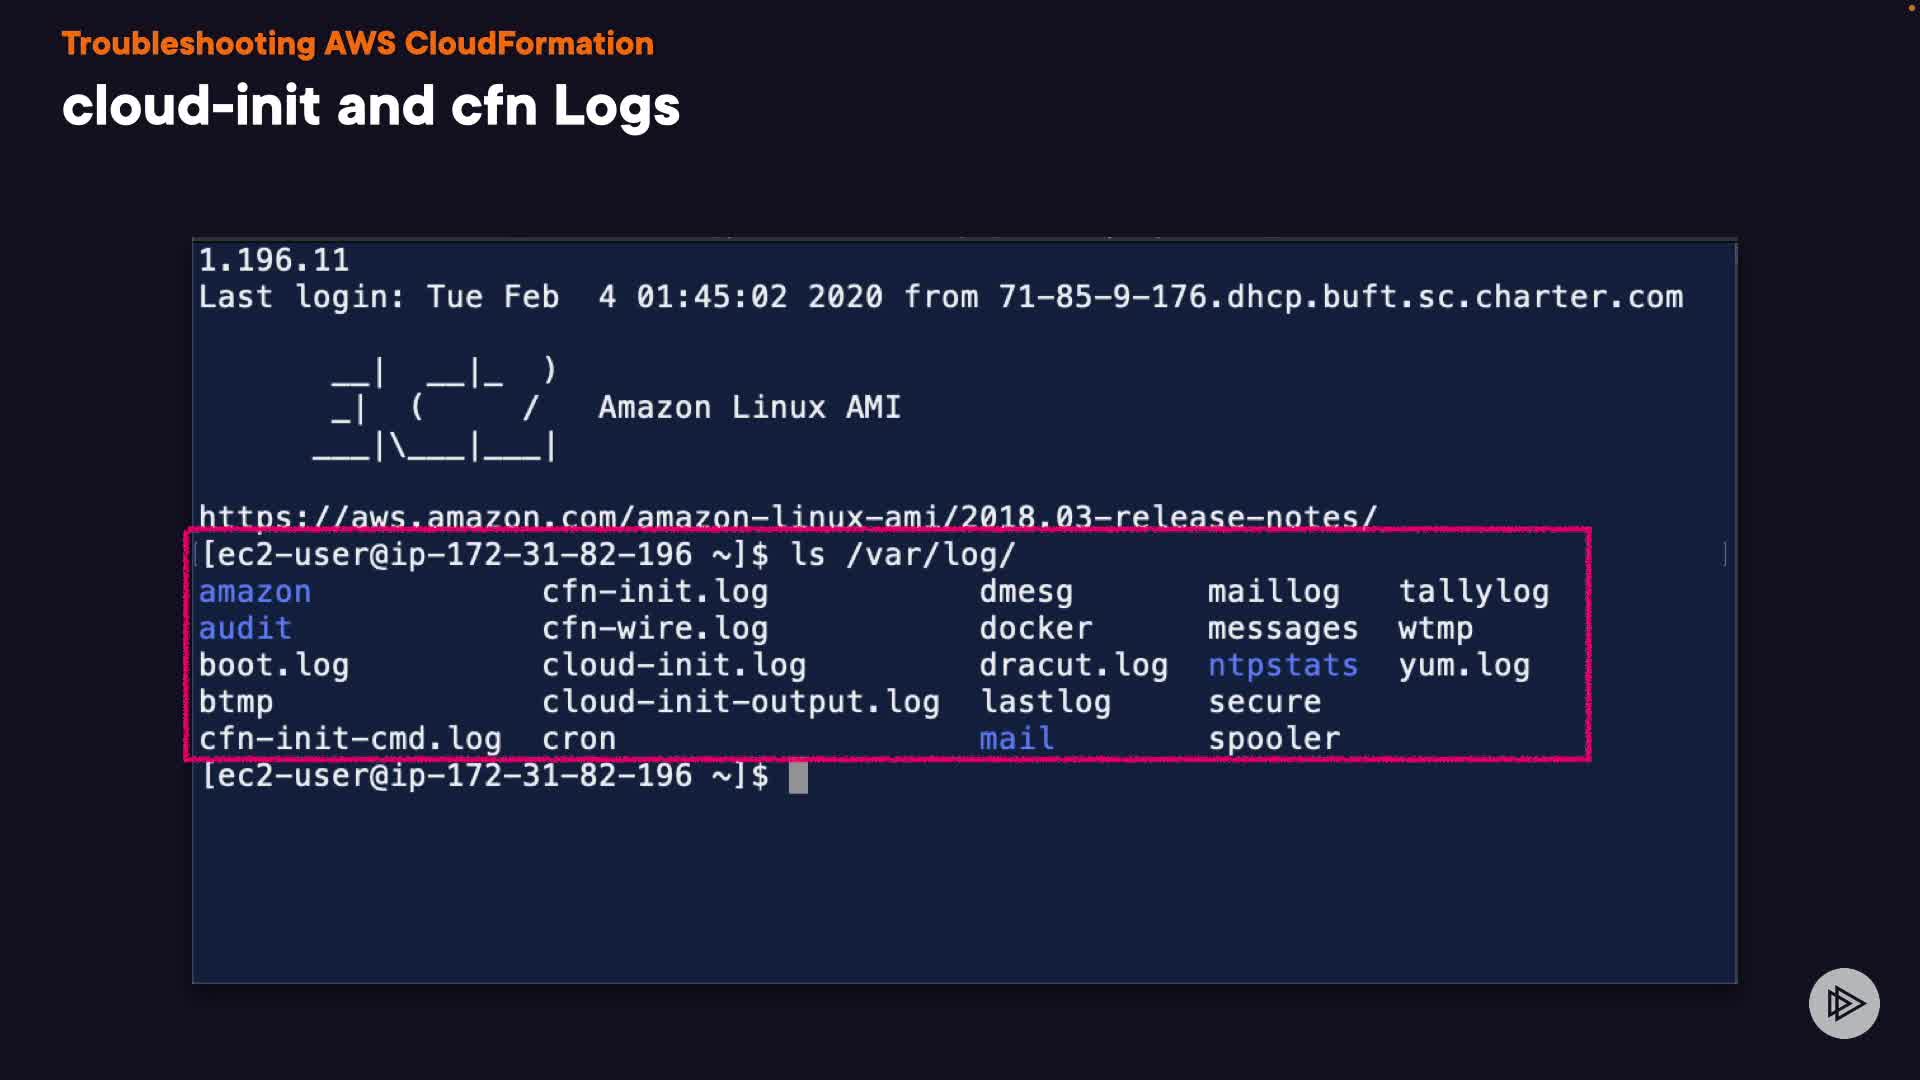 Troubleshooting AWS CloudFormation
cloud-init and cfn Logs
1.196.11
Last login: Tue Feb  4 01:45:02 2020 from 71-85-9-176.dhcp.buft.sc.charter.com
       __|  __|_  )
       _|  (     /   Amazon Linux AMI
      ___|\___|___|
https://aws.amazon.com/amazon-linux-ami/2018.03-release-notes/
[ec2-user@ip-172-31-82-196 ~]$ ls /var/log/
amazon            cfn-init.log           dmesg       maillog   tallylog
audit             cfn-wire.log           docker      messages  wtmp
boot.log          cloud-init.log         dracut.log  ntpstats  yum.log
btmp              cloud-init-output.log  lastlog     secure
cfn-init-cmd.log  cron                   mail        spooler
[ec2-user@ip-172-31-82-196 ~]$